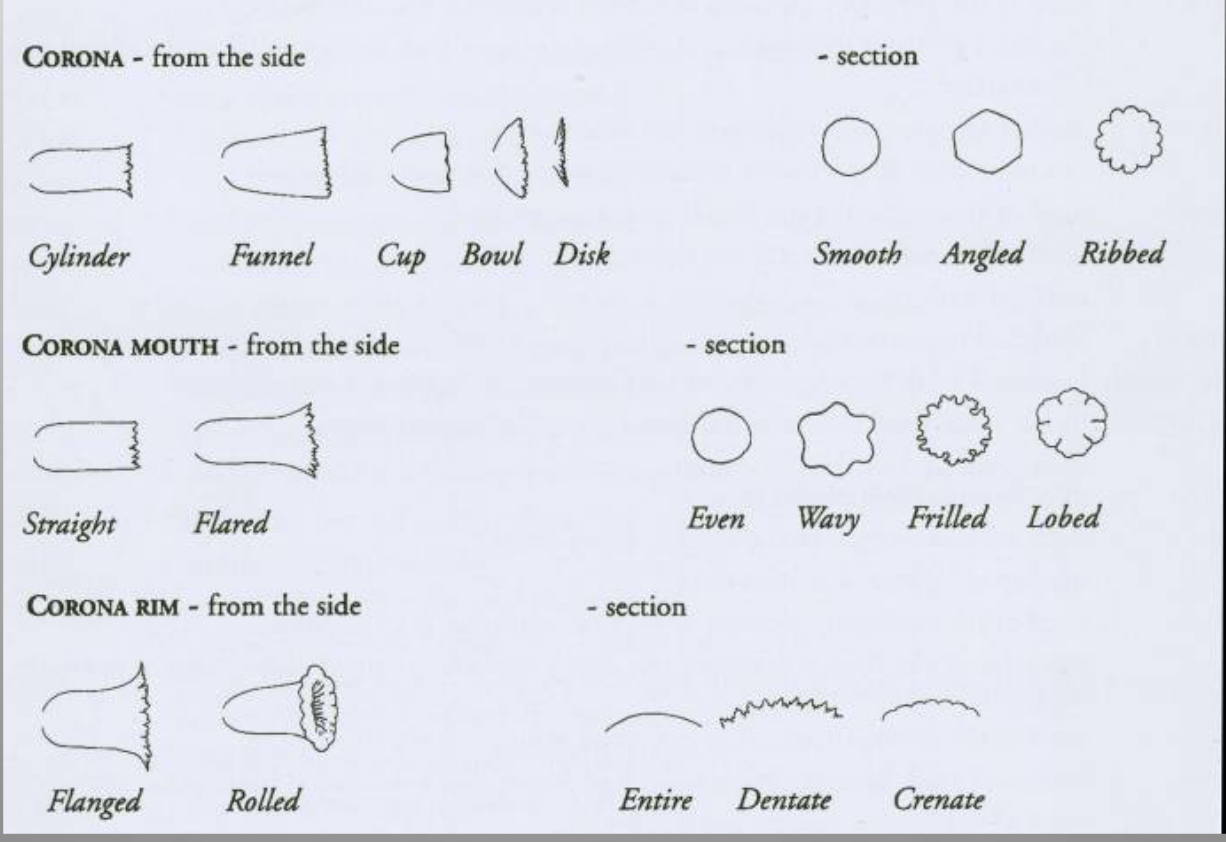 CORONA - from the side - section
Cylinder Funnel Cup Bowl Disk Smooth Angled Ribbed
CORONA MOUTH - from the side - section
Straight Flared Even Wavy Frilled Lobed
CORONA RIM - from the side - section
Flanged Rolled Entire Dentate Crenate